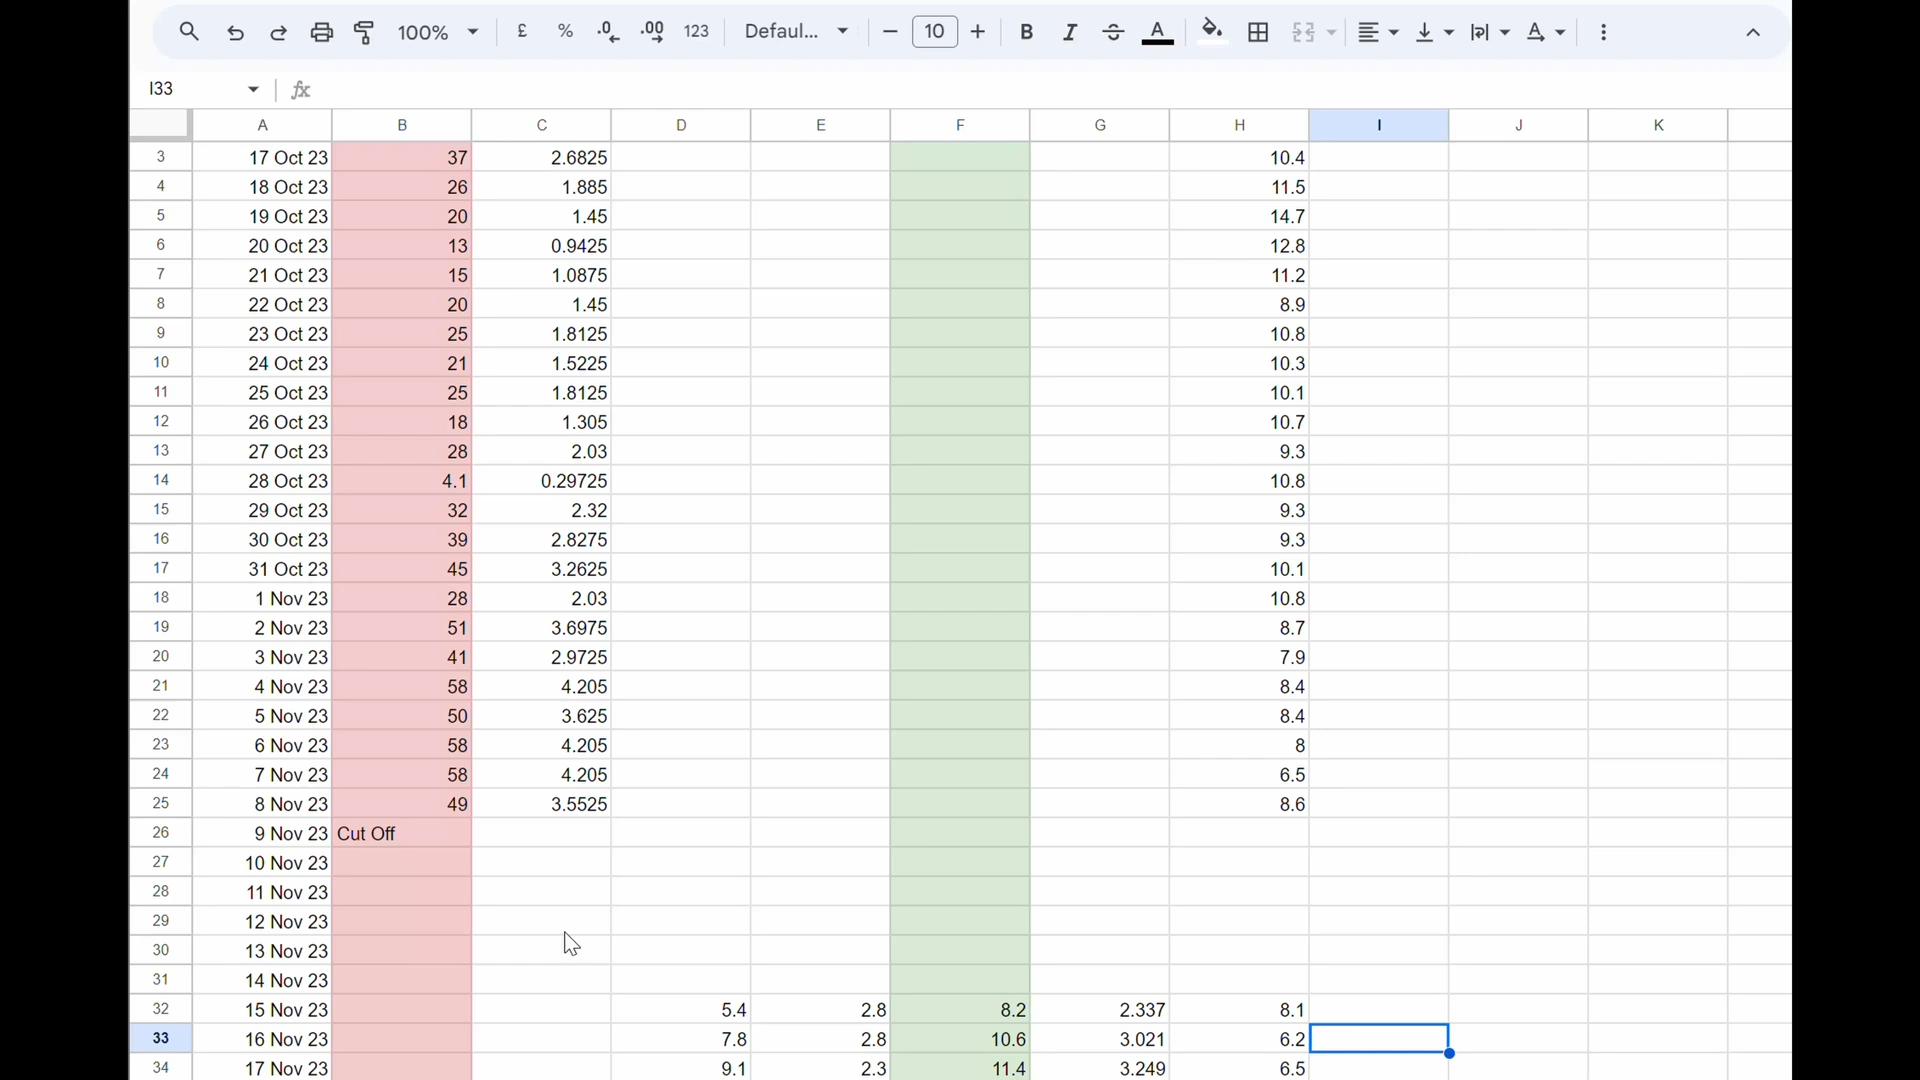 100% £ % .0 .00 123 Defaul... 10 B I A A
I33 fx
A B C D E F G H I J K
3 17 Oct 23 37 2.6825 10.4
4 18 Oct 23 26 1.885 11.5
5 19 Oct 23 20 1.45 14.7
6 20 Oct 23 13 0.9425 12.8
7 21 Oct 23 15 1.0875 11.2
8 22 Oct 23 20 1.45 8.9
9 23 Oct 23 25 1.8125 10.8
10 24 Oct 23 21 1.5225 10.3
11 25 Oct 23 25 1.8125 10.1
12 26 Oct 23 18 1.305 10.7
13 27 Oct 23 28 2.03 9.3
14 28 Oct 23 4.1 0.29725 10.8
15 29 Oct 23 32 2.32 9.3
16 30 Oct 23 39 2.8275 9.3
17 31 Oct 23 45 3.2625 10.1
18 1 Nov 23 28 2.03 10.8
19 2 Nov 23 51 3.6975 8.7
20 3 Nov 23 41 2.9725 7.9
21 4 Nov 23 58 4.205 8.4
22 5 Nov 23 50 3.625 8.4
23 6 Nov 23 58 4.205 8
24 7 Nov 23 58 4.205 6.5
25 8 Nov 23 49 3.5525 8.6
26 9 Nov 23 Cut Off
27 10 Nov 23
28 11 Nov 23
29 12 Nov 23
30 13 Nov 23
31 14 Nov 23
32 15 Nov 23 5.4 2.8 8.2 2.337 8.1
33 16 Nov 23 7.8 2.8 10.6 3.021 6.2
34 17 Nov 23 9.1 2.3 11.4 3.249 6.5